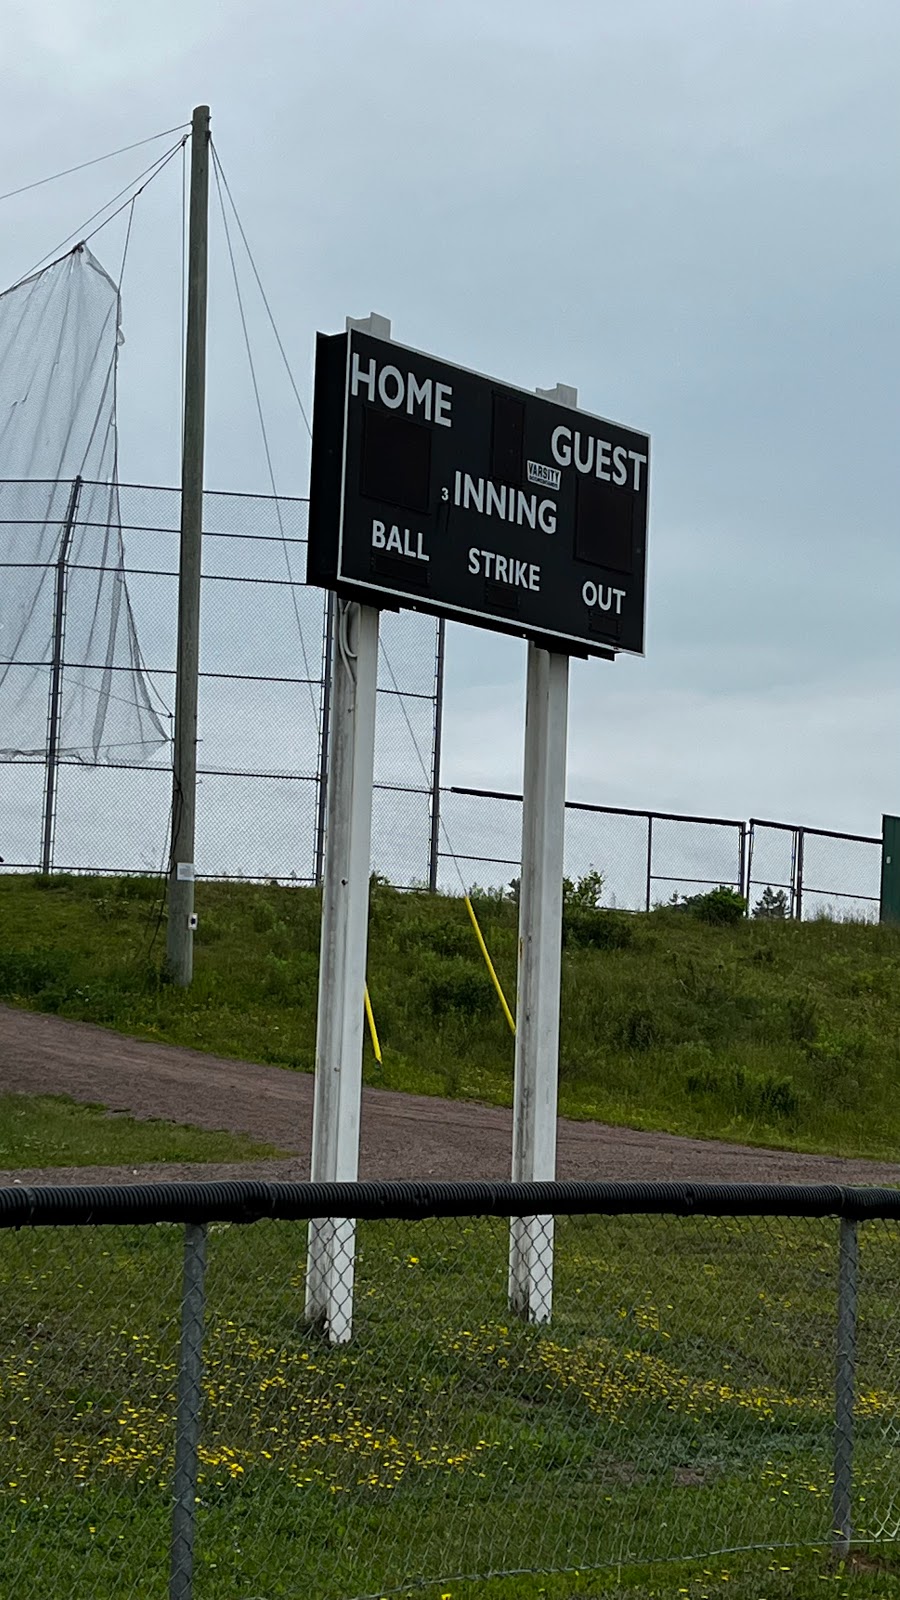 HOME
GUEST
VARSITY
3
INNING
BALL
STRIKE
OUT